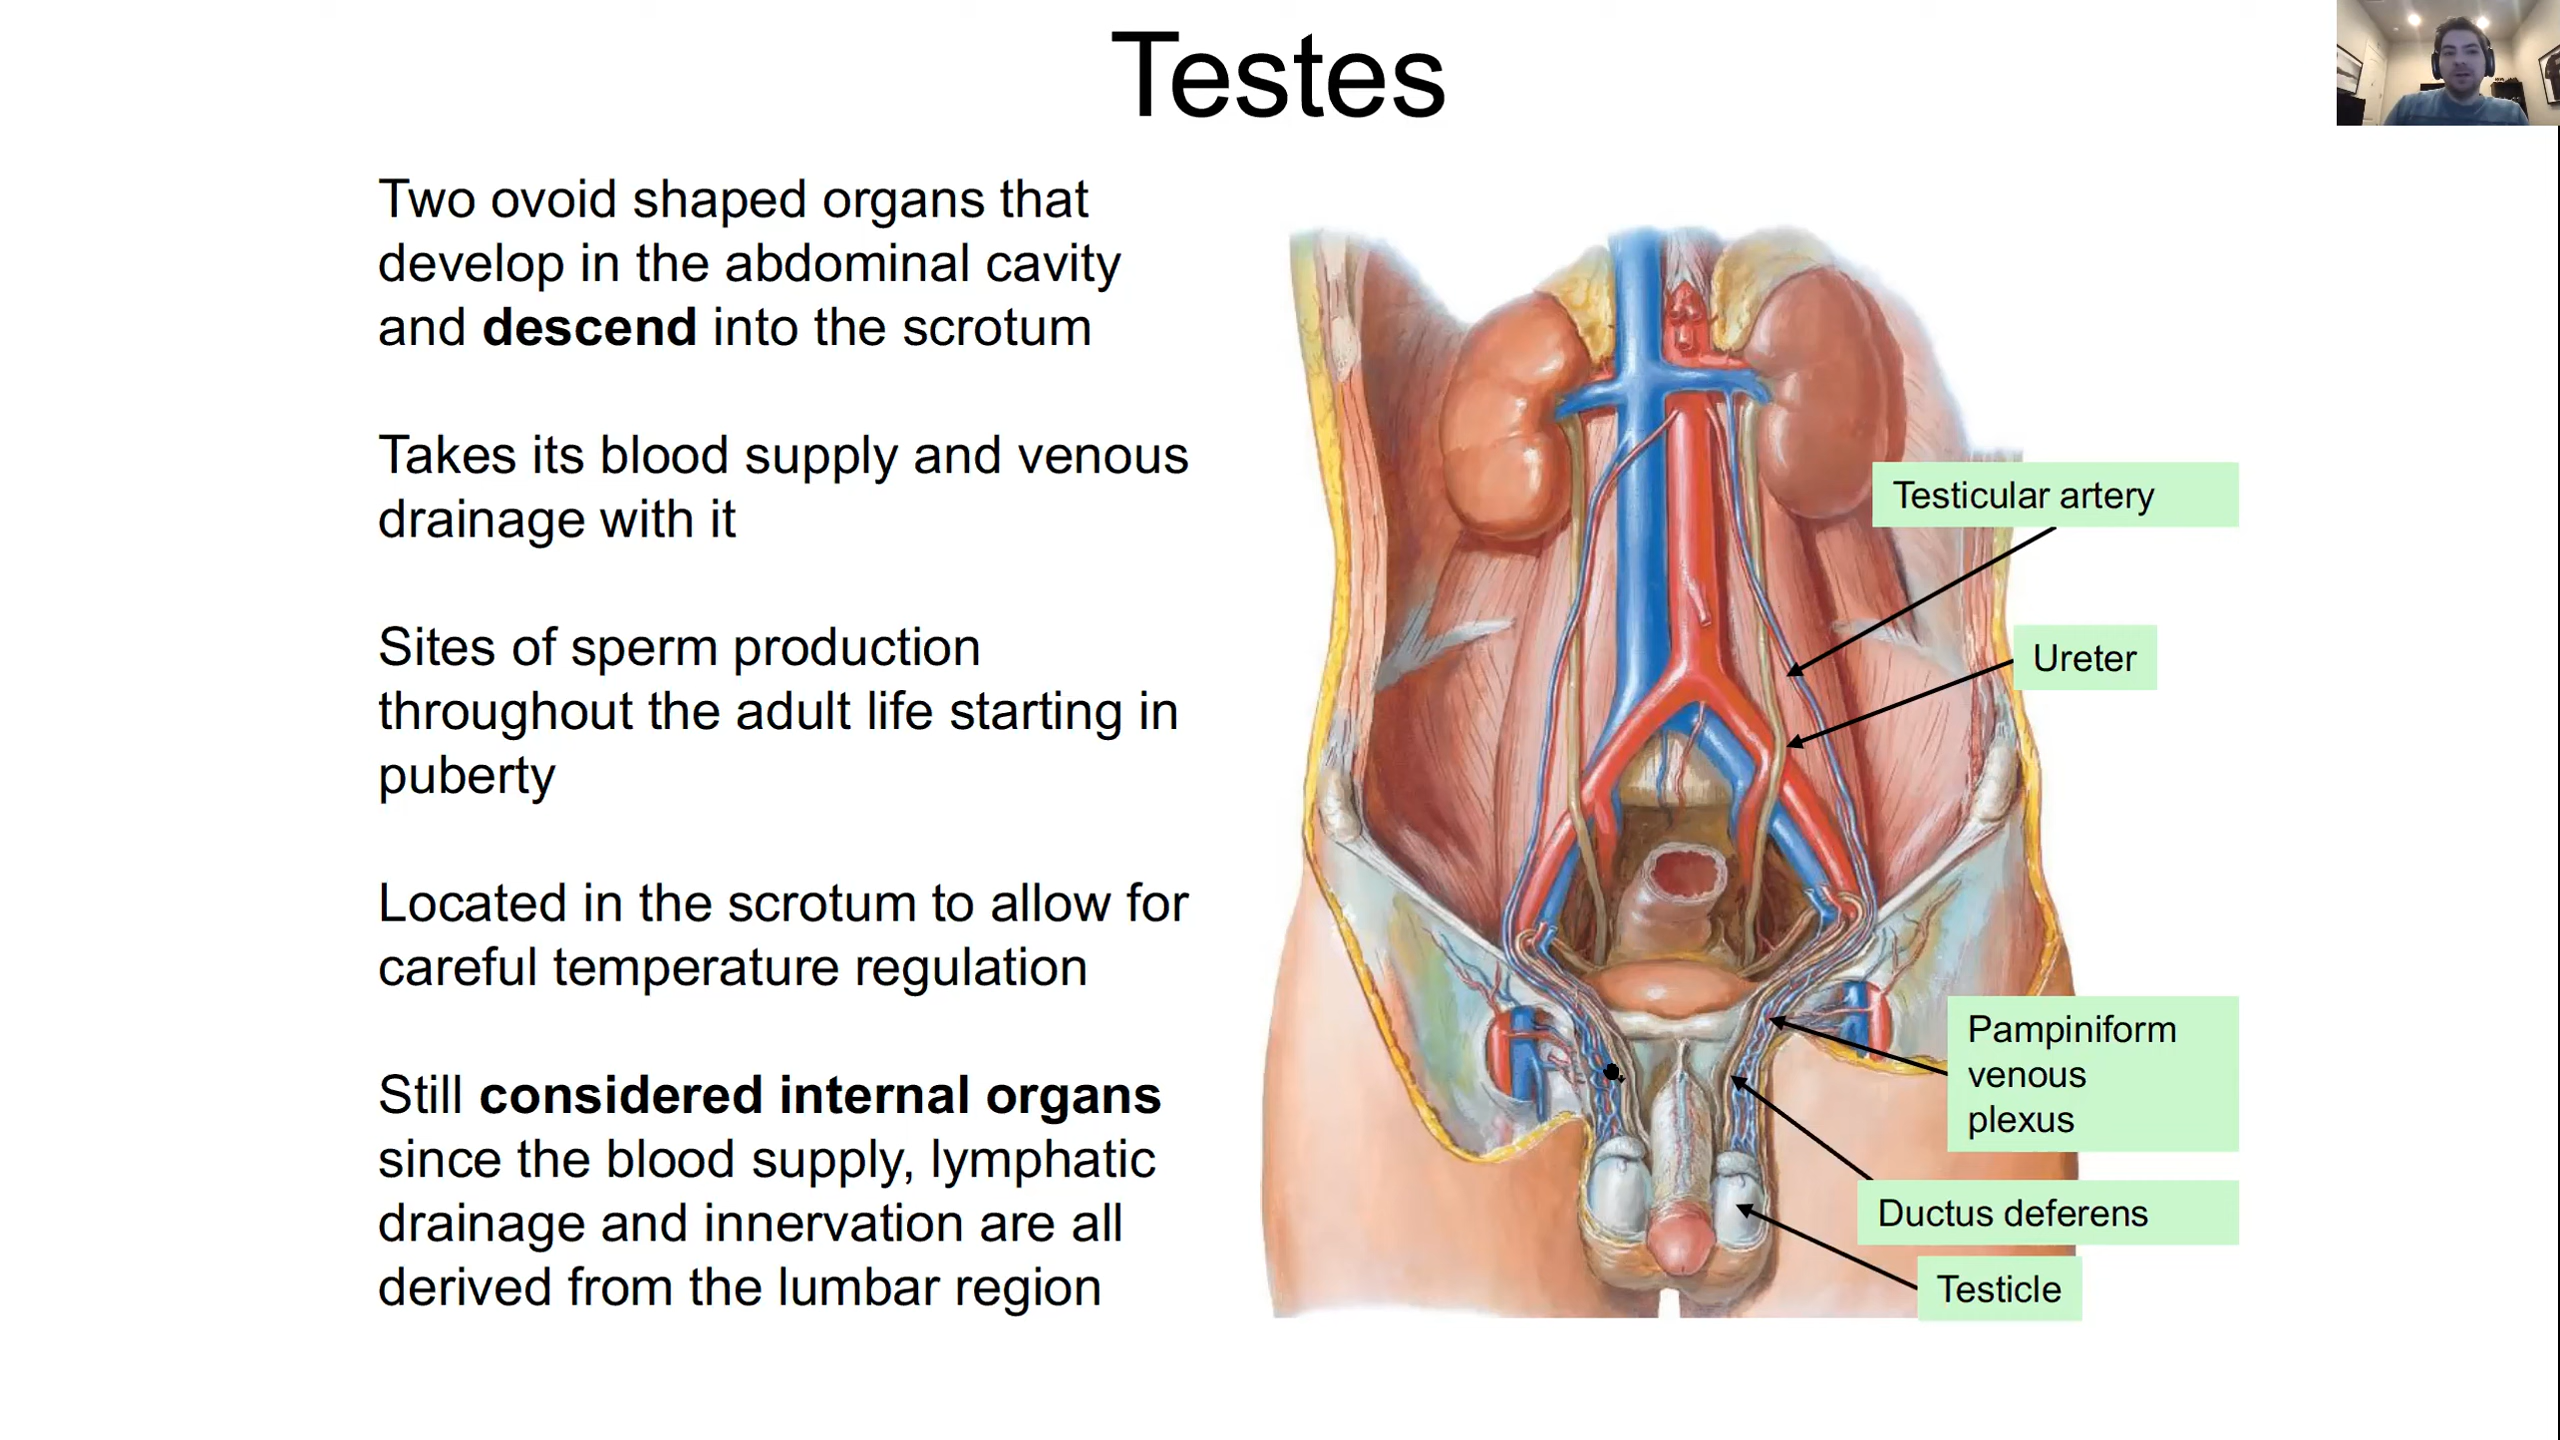 Testes
Two ovoid shaped organs that
develop in the abdominal cavity
and descend into the scrotum
Takes its blood supply and venous
drainage with it
Sites of sperm production
throughout the adult life starting in
puberty
Located in the scrotum to allow for
careful temperature regulation
Still considered internal organs
since the blood supply, lymphatic
drainage and innervation are all
derived from the lumbar region
Testicular artery
Ureter
Pampiniform
venous
plexus
Ductus deferens
Testicle